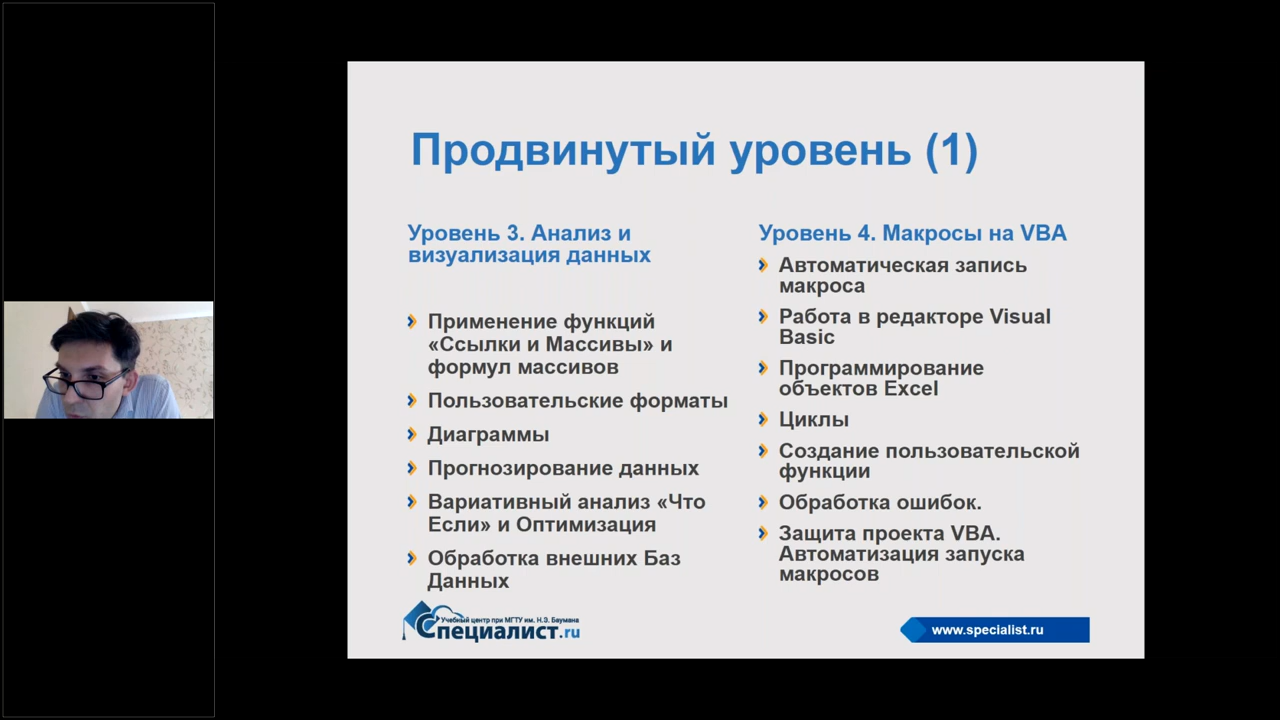 Продвинутый уровень (1)
Уровень 3. Анализ и
визуализация данных
Применение функций
«Ссылки и Массивы» и
формул массивов
Пользовательские форматы
Диаграммы
Прогнозирование данных
Вариативный анализ «Что
Если» и Оптимизация
Обработка внешних Баз
Данных
Уровень 4. Макросы на VBA
Автоматическая запись
макроса
Работа в редакторе Visual
Basic
Программирование
объектов Excel
Циклы
Создание пользовательской
функции
Обработка ошибок.
Защита проекта VBA.
Автоматизация запуска
макросов
Учебный центр при МГТУ им. Н.Э. Баумана
Специалист.ru
www.specialist.ru